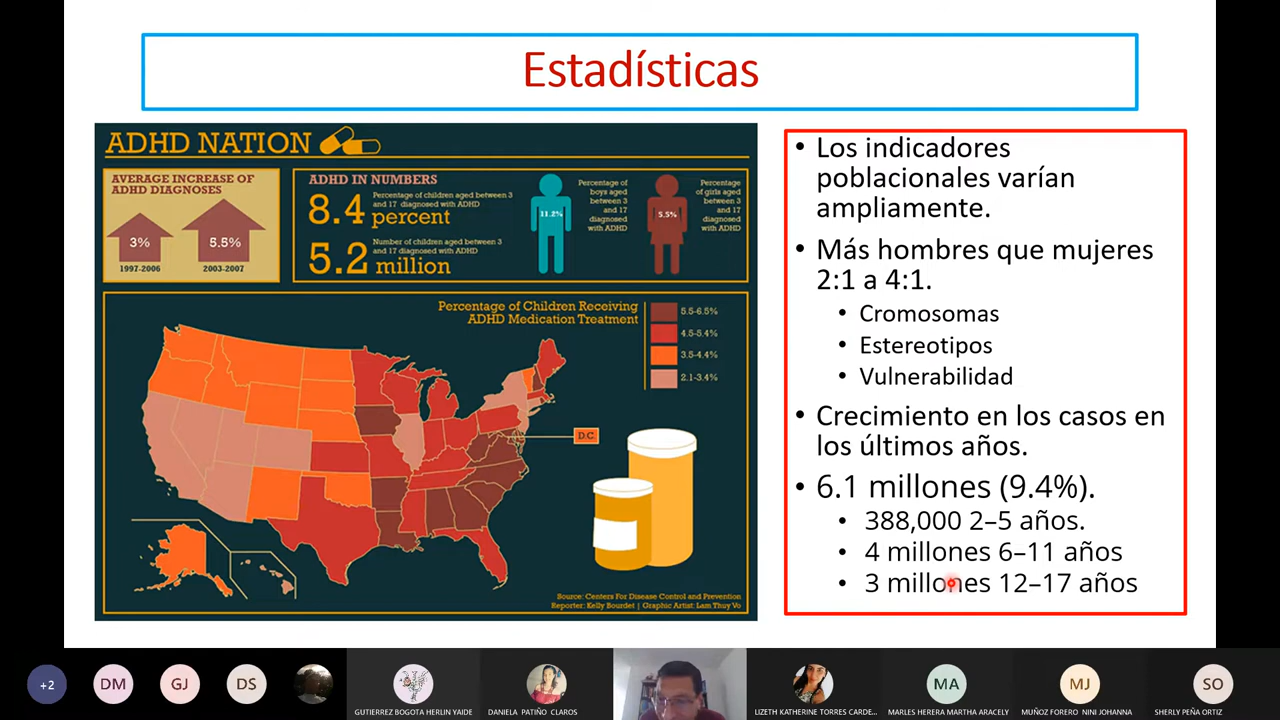 Estadísticas
ADHD NATION
AVERAGE INCREASE OF
ADHD DIAGNOSES
3%
5.5%
1997-2006
2003-2007
ADHD IN NUMBERS
8.4 percent
Percentage of children aged between 3
and 17 diagnosed with ADHD
5.2 million
Number of children aged between 3
and 17 diagnosed with ADHD
11.2%
Percentage of
boys aged
between 3
and 17
diagnosed
with ADHD
5.5%
Percentage
of girls aged
between 3
and 17
diagnosed
with ADHD
Percentage of Children Receiving
ADHD Medication Treatment
5.5-6.5%
4.5-5.4%
3.5-4.4%
2.1-3.4%
D.C.
Source: Centers For Disease Control and Prevention
Reporter: Kelly Bourdet | Graphic Artist: Lam Thuy Vo
• Los indicadores
poblacionales varían
ampliamente.
• Más hombres que mujeres
2:1 a 4:1.
• Cromosomas
• Estereotipos
• Vulnerabilidad
• Crecimiento en los casos en
los últimos años.
• 6.1 millones (9.4%).
• 388,000 2–5 años.
• 4 millones 6–11 años
• 3 millones 12–17 años
+2
DM
GJ
DS
GUTIERREZ BOGOTA HERLIN YAIDE
DANIELA PATIÑO CLAROS
LIZETH KATHERINE TORRES CARDE...
MA
MARLES HERERA MARTHA ARACELY
MJ
MUÑOZ FORERO NINI JOHANNA
SO
SHERLY PEÑA ORTIZ